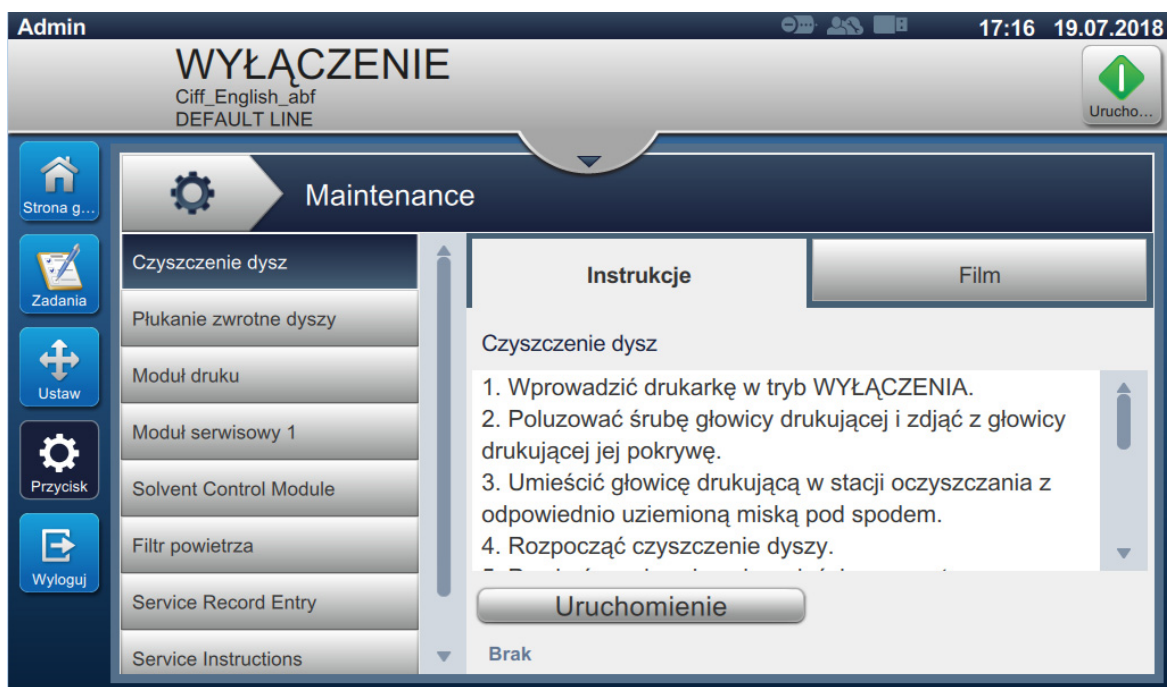 Admin
17:16 19.07.2018
WYŁĄCZENIE
Ciff_English_abf
DEFAULT LINE
Urucho...
Strona g...
Zadania
Ustaw
Przycisk
Wyloguj
Maintenance
Czyszczenie dysz
Płukanie zwrotne dyszy
Moduł druku
Moduł serwisowy 1
Solvent Control Module
Filtr powietrza
Service Record Entry
Service Instructions
Instrukcje
Film
Czyszczenie dysz
1. Wprowadzić drukarkę w tryb WYŁĄCZENIA.
2. Poluzować śrubę głowicy drukującej i zdjąć z głowicy
drukującej jej pokrywę.
3. Umieścić głowicę drukującą w stacji oczyszczania z
odpowiednio uziemioną miską pod spodem.
4. Rozpocząć czyszczenie dyszy.
Uruchomienie
Brak